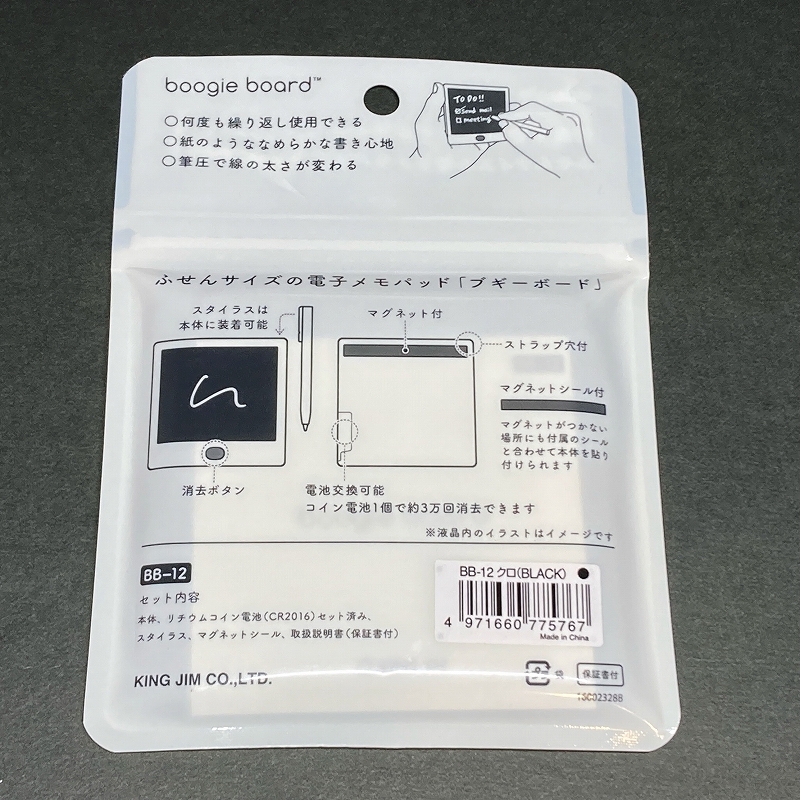 boogie board™
○何度も繰り返し使用できる
○紙のようななめらかな書き心地
○筆圧で線の太さが変わる
TO DO!!
Send mail
meeting
ふせんサイズの電子メモパッド「ブギーボード」
スタイラスは
本体に装着可能
マグネット付
ストラップ穴付
マグネットシール付
マグネットがつかない
場所にも付属のシール
と合わせて本体を貼り
付けられます
消去ボタン
電池交換可能
コイン電池1個で約3万回消去できます
※液晶内のイラストはイメージです
BB-12
セット内容
本体、リチウムコイン電池(CR2016)セット済み、
スタイラス、マグネットシール、取扱説明書(保証書付)
BB-12 クロ(BLACK)
4 971660 775767
Made in China
KING JIM CO.,LTD.
プラ 袋
保証書付